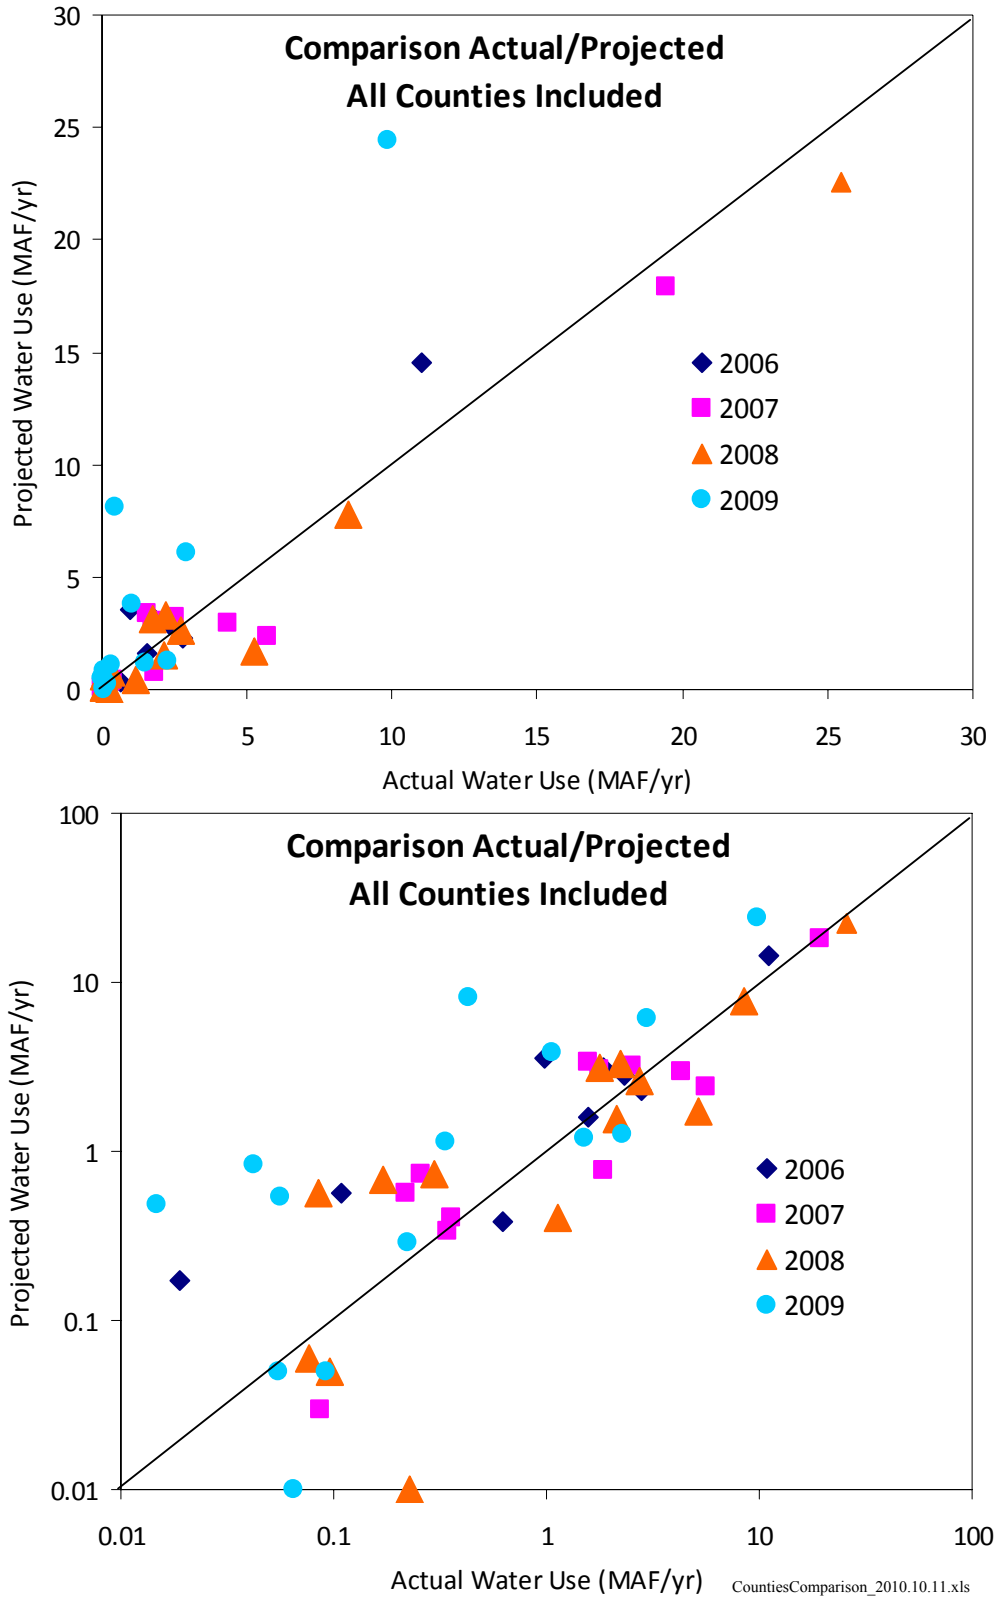 Comparison Actual/Projected
All Counties Included
30
25
20
15
10
5
0
Projected Water Use (MAF/yr)
2006
2007
2008
2009
0 5 10 15 20 25 30
Actual Water Use (MAF/yr)
Comparison Actual/Projected
All Counties Included
100
10
1
0.1
0.01
Projected Water Use (MAF/yr)
2006
2007
2008
2009
0.01 0.1 1 10 100
Actual Water Use (MAF/yr)
CountiesComparison_2010.10.11.xls